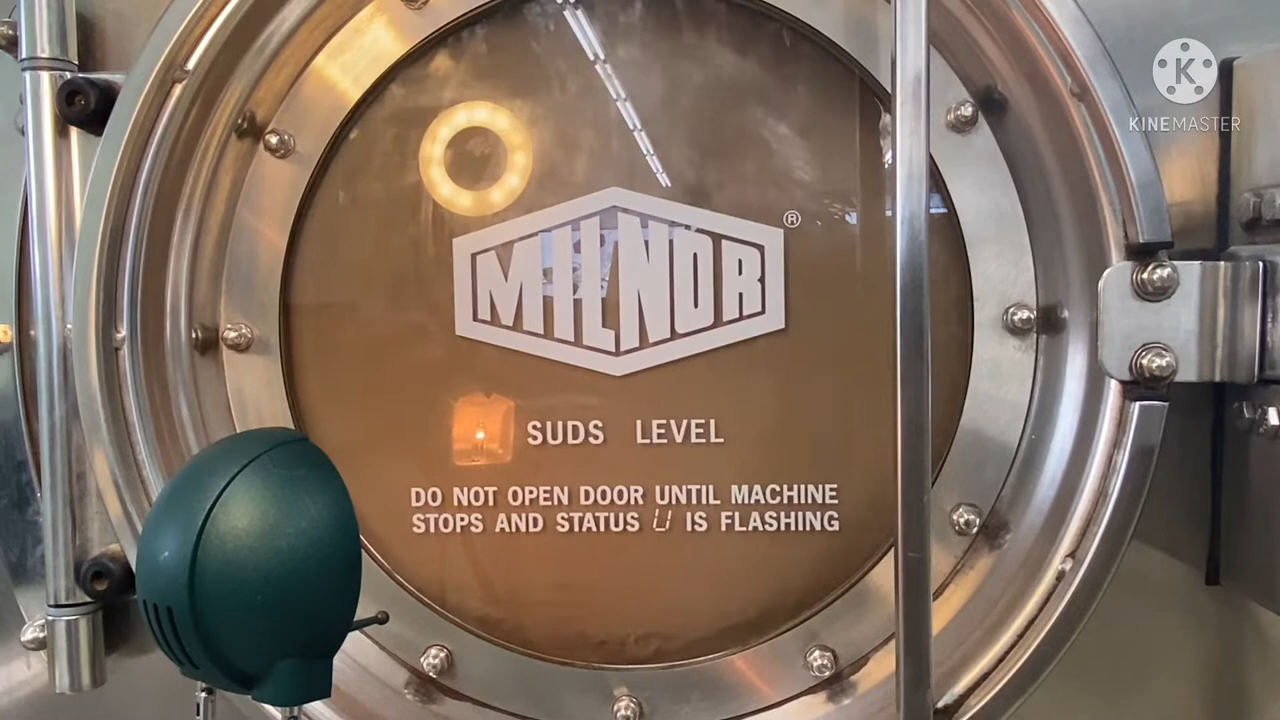 K
KINEMASTER
MILNOR®
SUDS LEVEL
DO NOT OPEN DOOR UNTIL MACHINE
STOPS AND STATUS U IS FLASHING